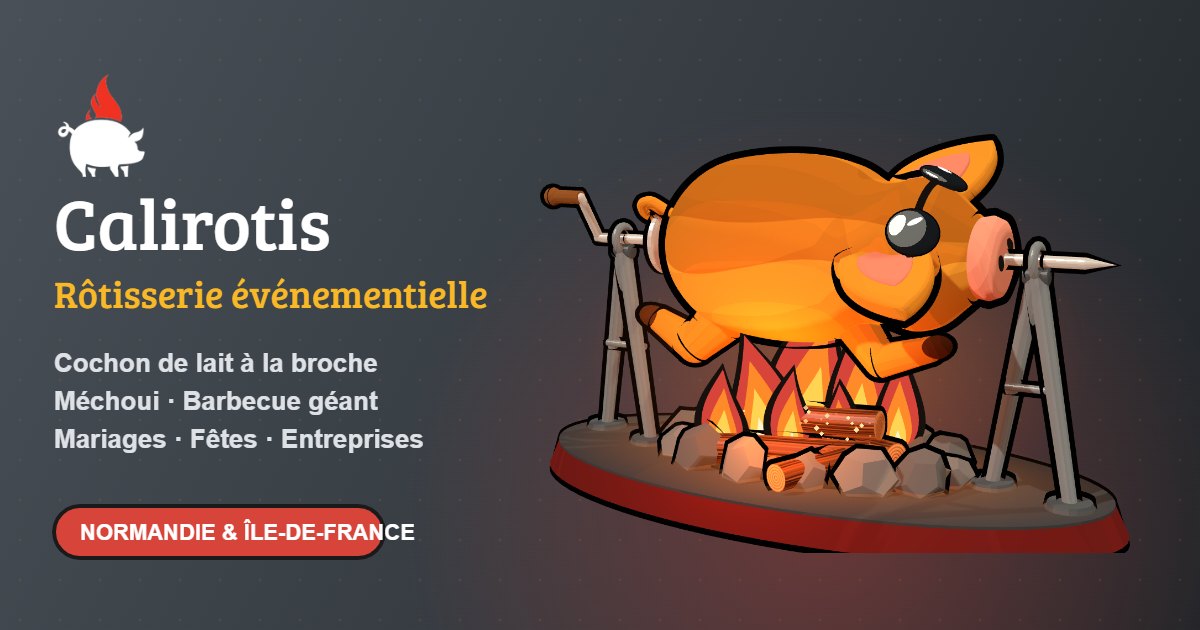 Calirotis
Rôtisserie événementielle
Cochon de lait à la broche
Méchoui · Barbecue géant
Mariages · Fêtes · Entreprises
NORMANDIE & ÎLE-DE-FRANCE